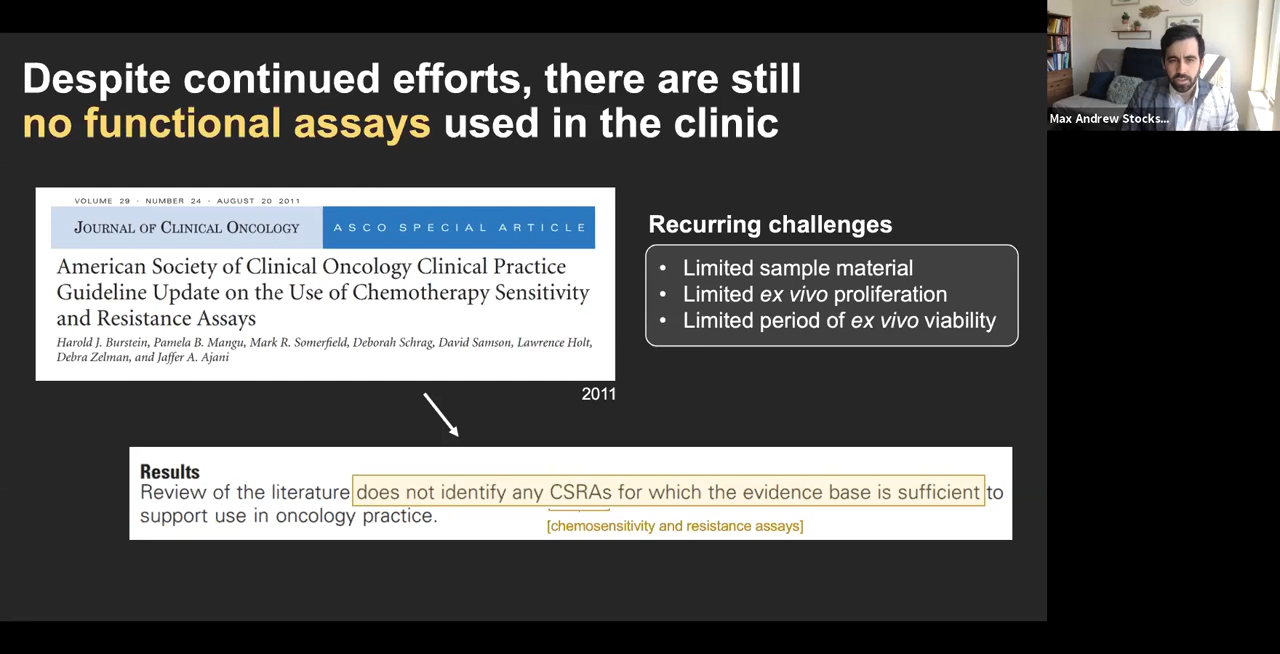 Despite continued efforts, there are still
no functional assays used in the clinic
VOLUME 29 · NUMBER 24 · AUGUST 20 2011
JOURNAL OF CLINICAL ONCOLOGY
ASCO SPECIAL ARTICLE
American Society of Clinical Oncology Clinical Practice
Guideline Update on the Use of Chemotherapy Sensitivity
and Resistance Assays
Harold J. Burstein, Pamela B. Mangu, Mark R. Somerfield, Deborah Schrag, David Samson, Lawrence Holt,
Debra Zelman, and Jaffer A. Ajani
2011
Recurring challenges
• Limited sample material
• Limited ex vivo proliferation
• Limited period of ex vivo viability
Results
Review of the literature does not identify any CSRAs for which the evidence base is sufficient to
support use in oncology practice.
[chemosensitivity and resistance assays]
Max Andrew Stocks...